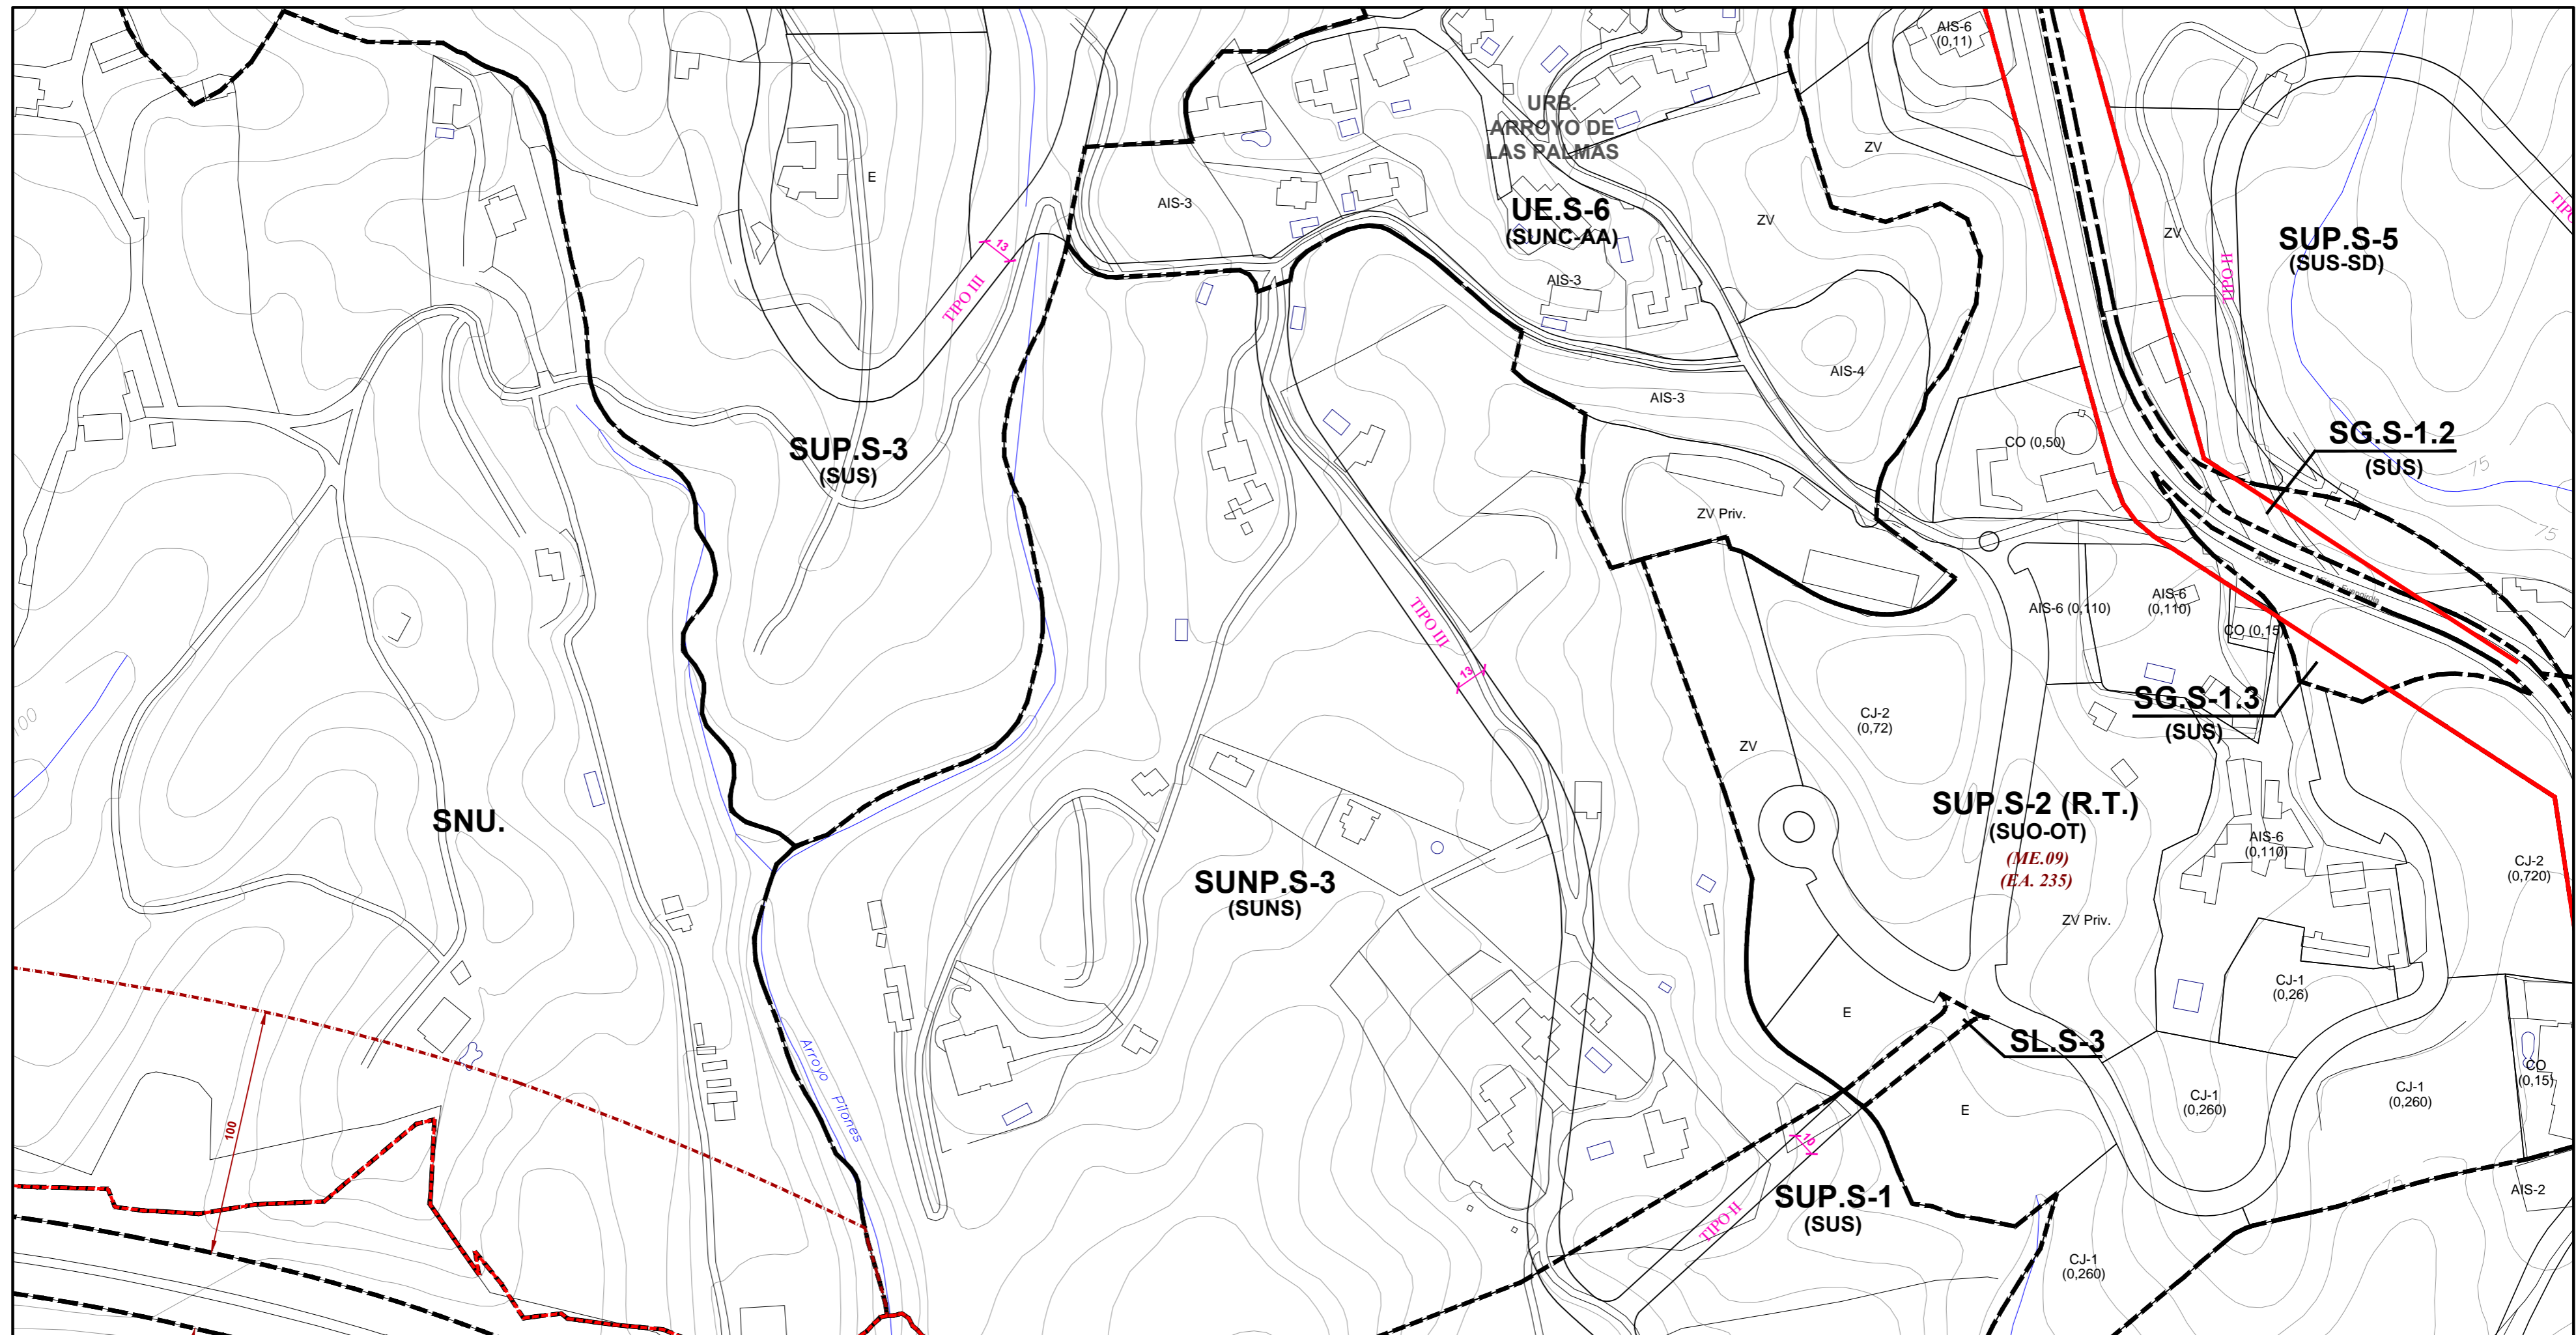 AIS-6
(0,11)
URB.
ARROYO DE
LAS PALMAS
ZV
E
AIS-3
UE.S-6
(SUNC-AA)
ZV
ZV
SUP.S-5
(SUS-SD)
13
TIPO III
AIS-3
TIPO II
AIS-4
AIS-3
SUP.S-3
(SUS)
CO (0,50)
SG.S-1.2
(SUS)
75
75
ZV Priv.
AIS-6 (0,110)
AIS-6
(0,110)
CO (0,15)
TIPO III
13
SG.S-1.3
(SUS)
100
CJ-2
(0,72)
ZV
SNU.
SUP.S-2 (R.T.)
(SUO-OT)
(ME.09)
(EA. 235)
AIS-6
(0,110)
CJ-2
(0,720)
SUNP.S-3
(SUNS)
ZV Priv.
CJ-1
(0,26)
E
SL.S-3
Arroyo Pilones
CO
(0,15)
CJ-1
(0,260)
CJ-1
(0,260)
E
100
10
SUP.S-1
(SUS)
TIPO II
75
AIS-2
CJ-1
(0,260)